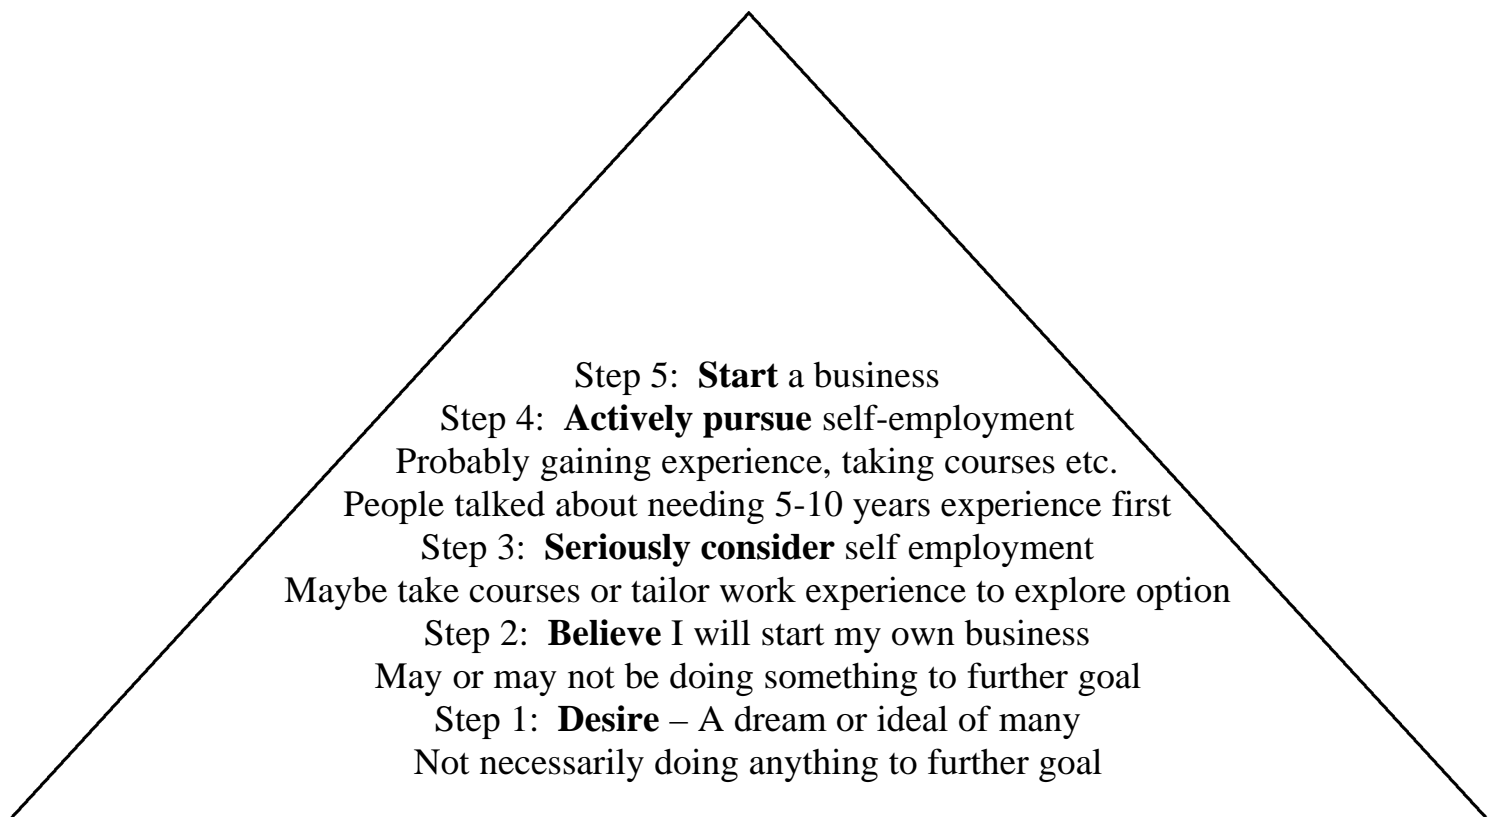 Step 5: Start a business
Step 4: Actively pursue self-employment
Probably gaining experience, taking courses etc.
People talked about needing 5-10 years experience first
Step 3: Seriously consider self employment
Maybe take courses or tailor work experience to explore option
Step 2: Believe I will start my own business
May or may not be doing something to further goal
Step 1: Desire – A dream or ideal of many
Not necessarily doing anything to further goal